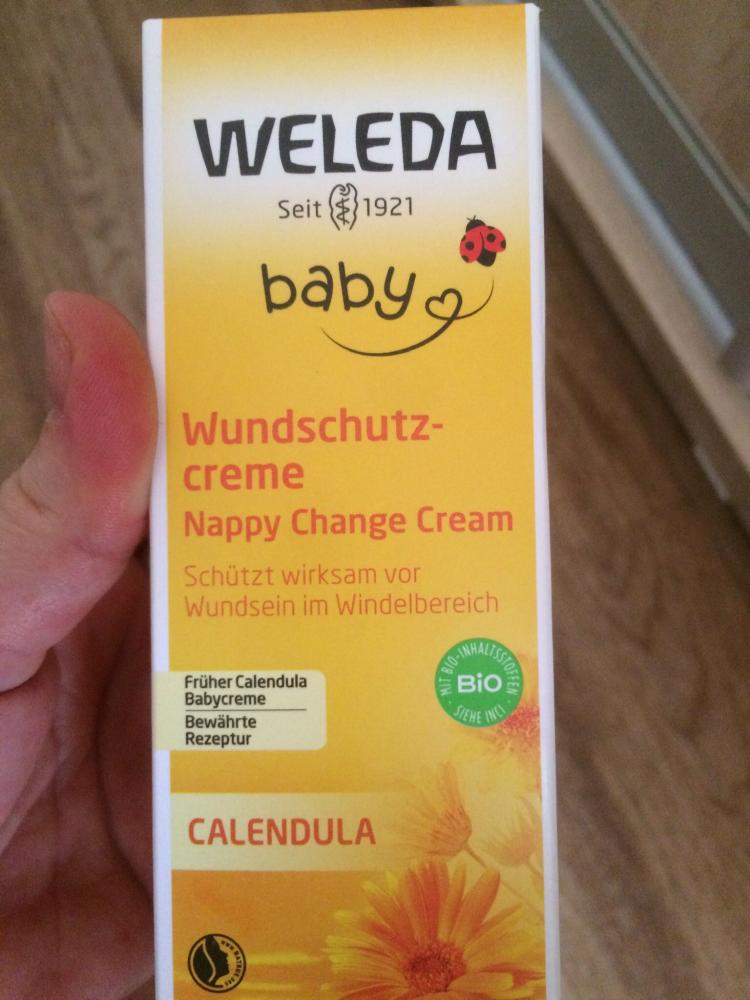 WELEDA
Seit 1921
baby
Wundschutz-
creme
Nappy Change Cream
Schützt wirksam vor
Wundsein im Windelbereich
MIT BIO-INHALTSSTOFFEN
BiO
SIEHE INCI
Früher Calendula
Babycreme
Bewährte
Rezeptur
CALENDULA